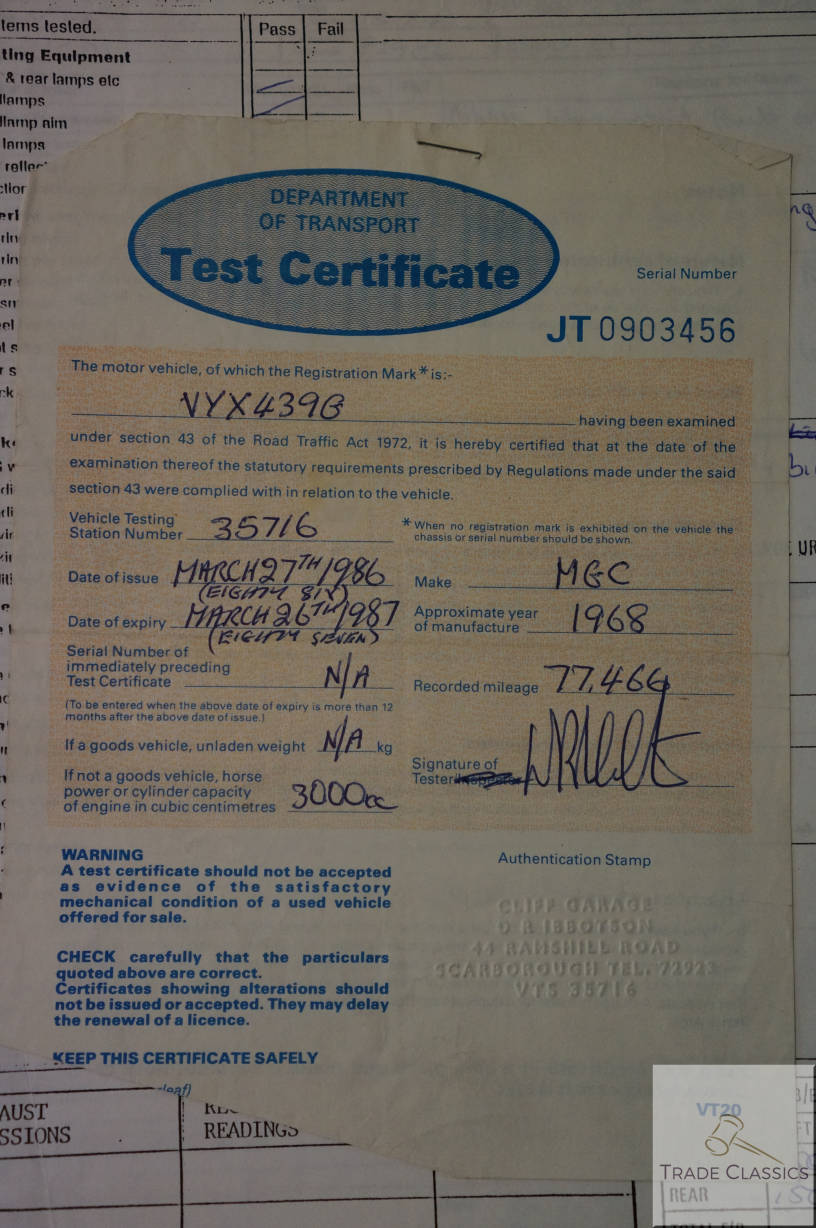 tems tested.
Pass Fail
ting Equipment
& rear lamps etc
llamps
llamp aim
lamps
DEPARTMENT
OF TRANSPORT
Test Certificate
Serial Number
JT 0903456
The motor vehicle, of which the Registration Mark * is:-
VYX439G
having been examined
under section 43 of the Road Traffic Act 1972, it is hereby certified that at the date of the
examination thereof the statutory requirements prescribed by Regulations made under the said
section 43 were complied with in relation to the vehicle.
Vehicle Testing
Station Number 35716
* When no registration mark is exhibited on the vehicle the
chassis or serial number should be shown.
Date of issue MARCH 27TH 1986
(EIGHTY SIX)
Make MGC
Date of expiry MARCH 26TH 1987
(EIGHTY SEVEN)
Approximate year
of manufacture 1968
Serial Number of
immediately preceding
Test Certificate N/A
Recorded mileage 77,466
(To be entered when the above date of expiry is more than 12
months after the above date of issue.)
If a goods vehicle, unladen weight N/A kg
Signature of
Tester
If not a goods vehicle, horse
power or cylinder capacity
of engine in cubic centimetres 3000cc
WARNING
A test certificate should not be accepted
as evidence of the satisfactory
mechanical condition of a used vehicle
offered for sale.
Authentication Stamp
CLIFF GARAGE
D R IBBOTSON
44 RAMSHILL ROAD
SCARBOROUGH TEL. 72923
VTS 35716
CHECK carefully that the particulars
quoted above are correct.
Certificates showing alterations should
not be issued or accepted. They may delay
the renewal of a licence.
KEEP THIS CERTIFICATE SAFELY
leaf)
VT20
AUST
SSIONS
READINGS
TRADE CLASSICS
REAR